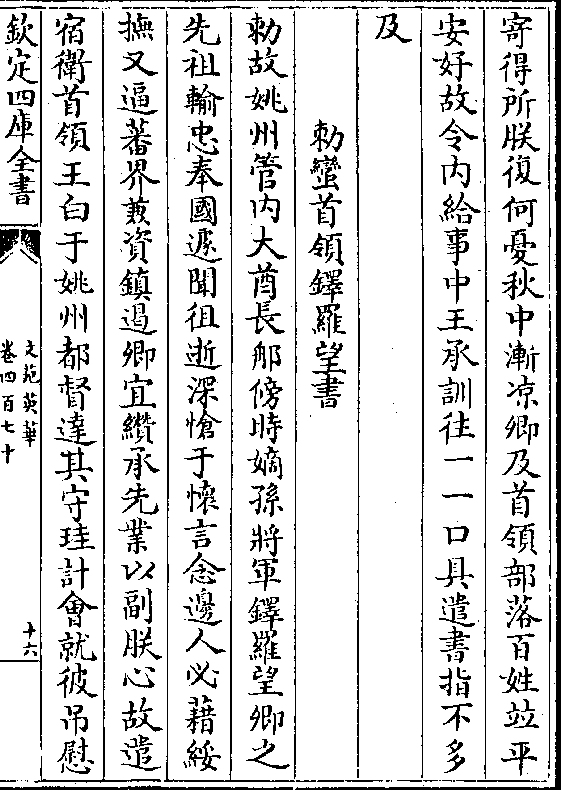 寄得所朕復何憂秋中漸凉卿及首領部落百姓竝平
安好故令内給事中王承訓往一一口具遣書指不多
及
勅蠻首領鐸羅望書
勅故姚州管内大酋長郍傍時嫡孫將軍鐸羅望卿之
先祖輸忠奉國遽聞徂逝深愴于懷言念邊人必藉綏
撫又逼蕃界兼資鎮遏卿宜纘承先業以副朕心故遣
宿衛首領王白于姚州都督達其守珪計會就彼吊慰
欽定四庫全書
文苑英華
卷四百七十
十六